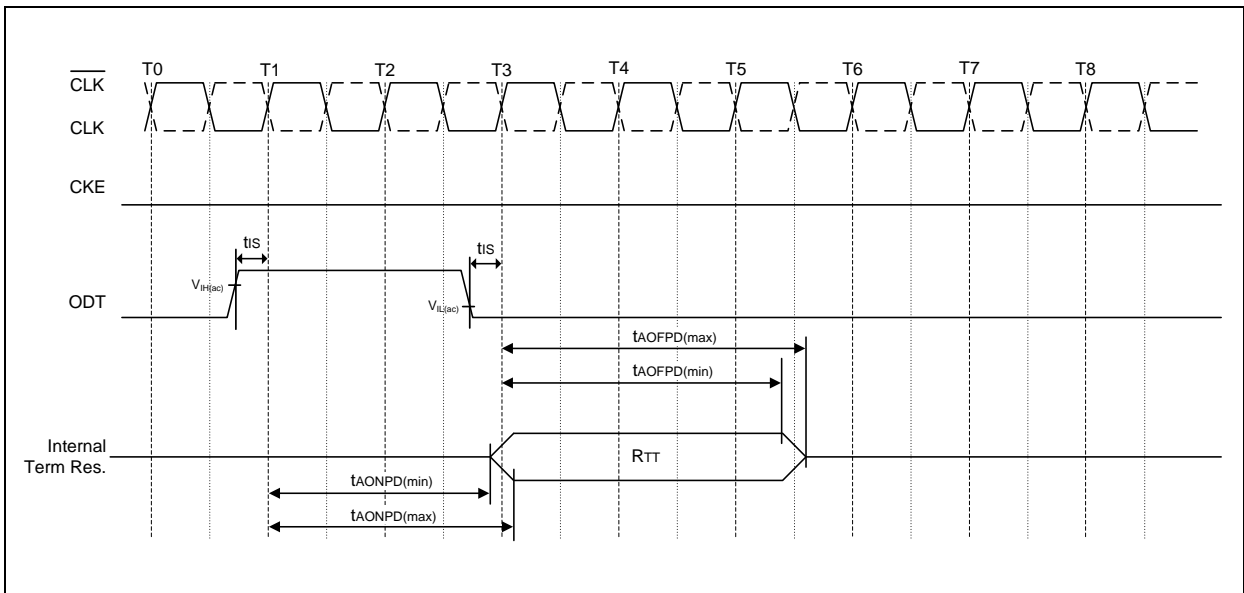 T0 T1 T2 T3 T4 T5 T6 T7 T8
CLK
CLK
CKE
tIS tIS
VIH(ac)
ODT
VIL(ac)
tAOFPD(max)
tAOFPD(min)
Internal
Term Res.
RTT
tAONPD(min)
tAONPD(max)